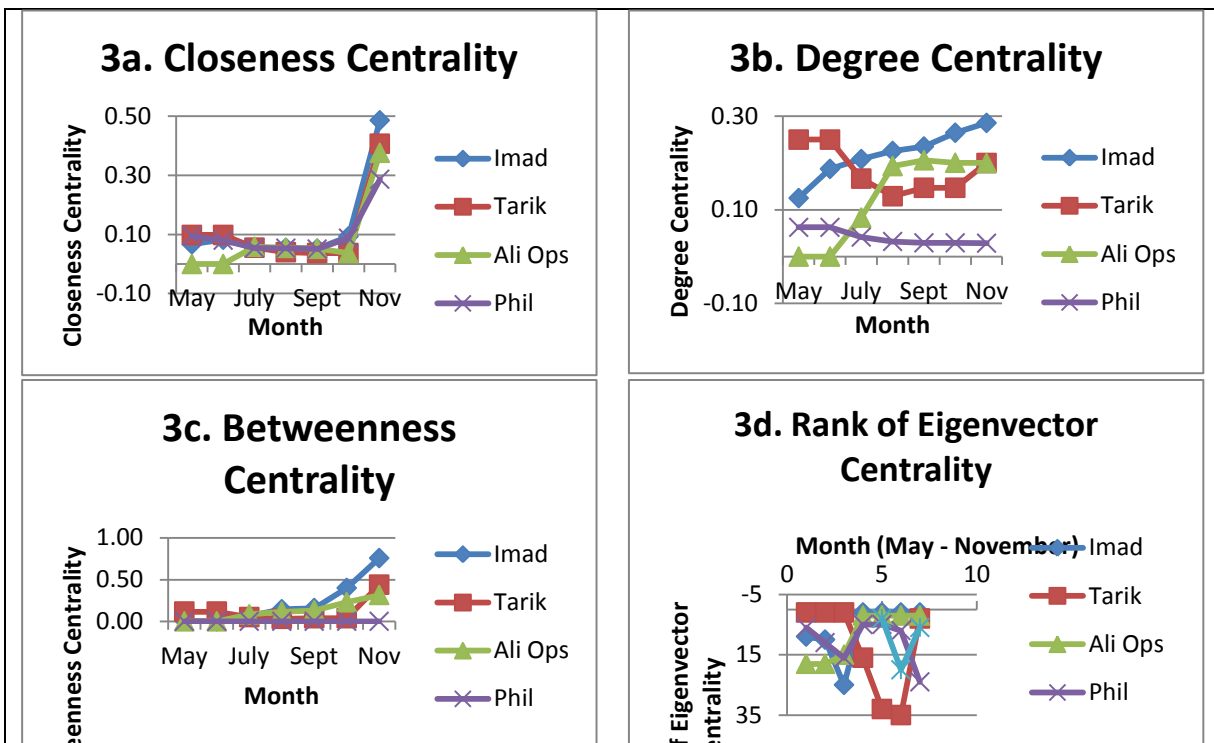 3a. Closeness Centrality
0.50
0.30
0.10
-0.10
Closeness Centrality
May July Sept Nov
Month
Imad
Tarik
Ali Ops
Phil
3b. Degree Centrality
0.30
0.10
-0.10
Degree Centrality
May July Sept Nov
Month
Imad
Tarik
Ali Ops
Phil
3c. Betweenness
Centrality
1.00
0.50
0.00
eenness Centrality
May July Sept Nov
Month
Imad
Tarik
Ali Ops
Phil
3d. Rank of Eigenvector
Centrality
Month (May - November)
0 5 10
-5
15
35
f Eigenvector
entrality
Imad
Tarik
Ali Ops
Phil